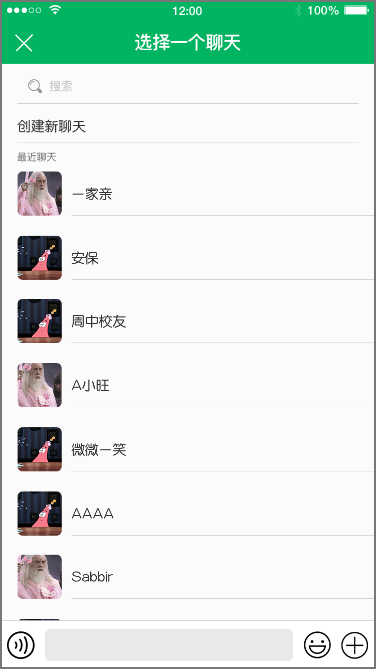 12:00
100%
选择一个聊天
搜索
创建新聊天
最近聊天
一家亲
安保
周中校友
A小旺
微微一笑
AAAA
Sabbir